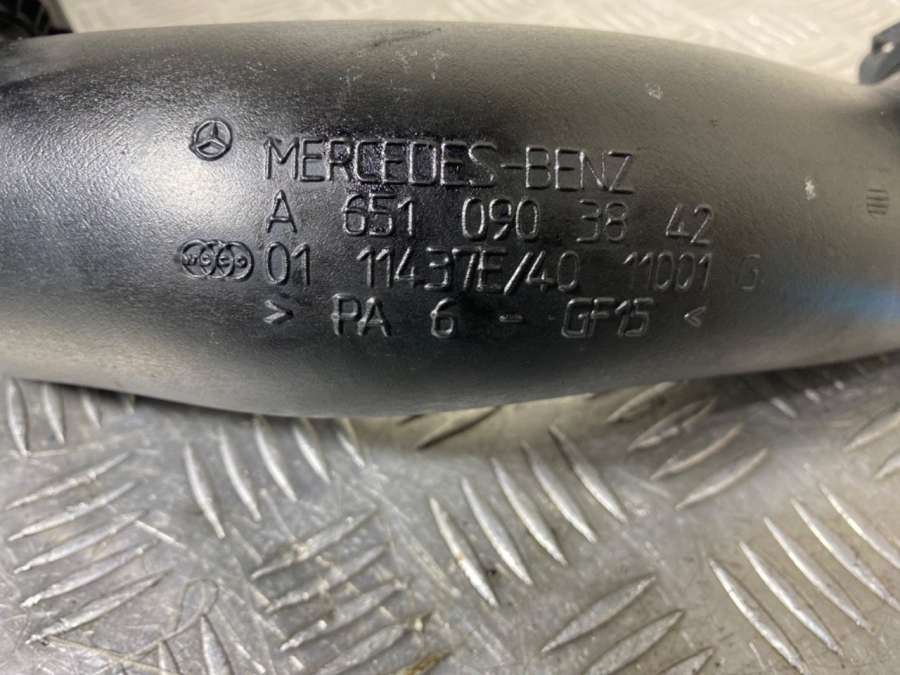 MERCEDES-BENZ
A 651 090 38 42
01 11437E/40 11001 G
> PA 6 - GF15 <